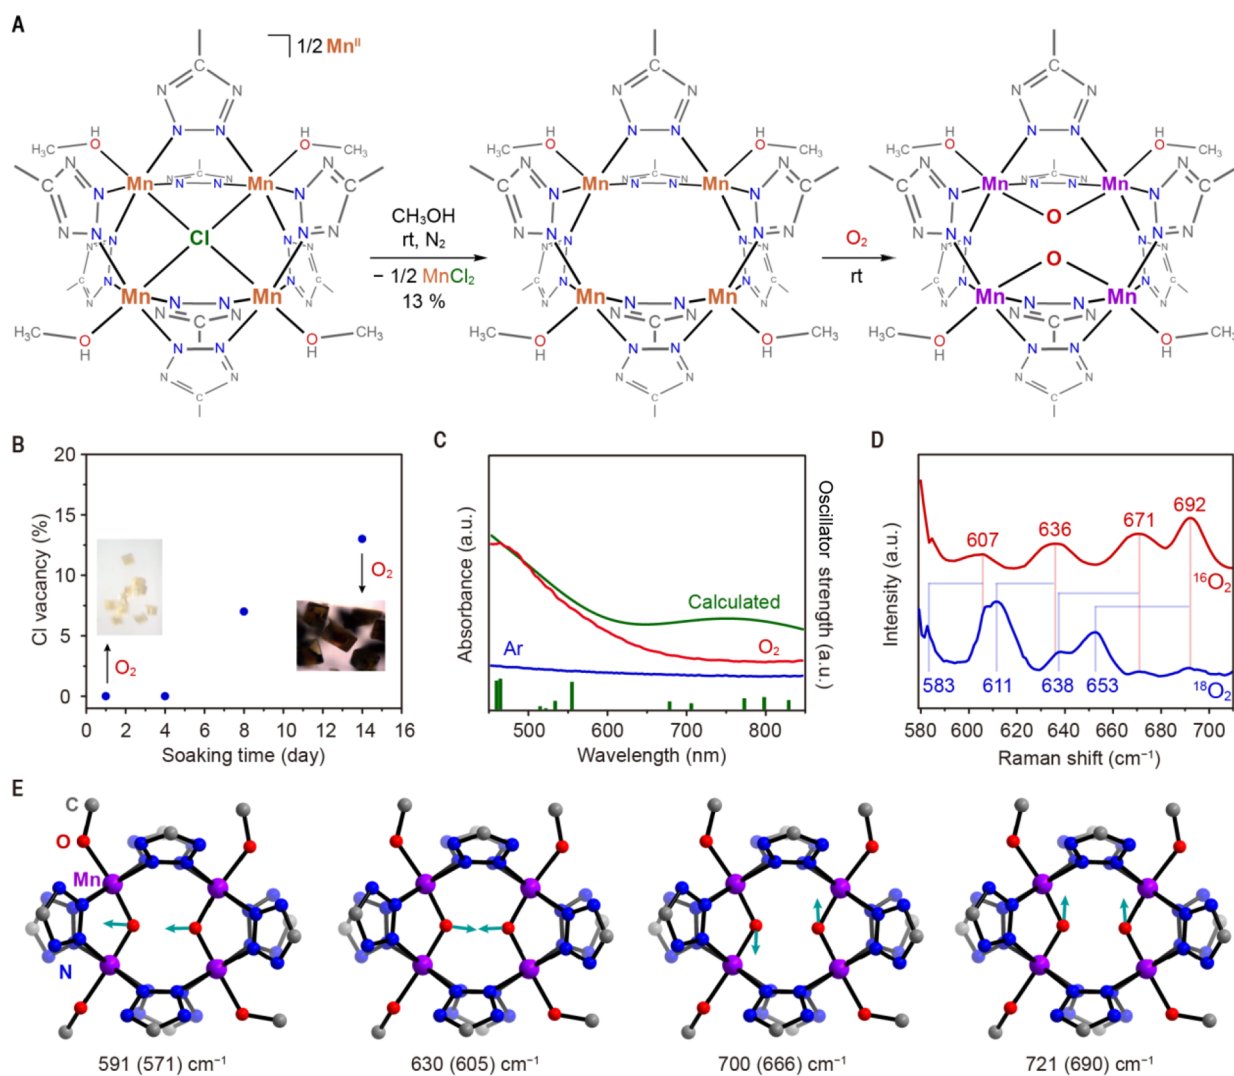 A
1/2 Mn^II
CH₃OH
rt, N₂
− 1/2 MnCl₂
13 %
O₂
rt
H
O
H₃C
CH₃
C
N
Mn
Cl
B
Cl vacancy (%)
20
15
10
5
0
O₂
O₂
0 2 4 6 8 10 12 14 16
Soaking time (day)
C
Absorbance (a.u.)
Oscillator strength (a.u.)
Calculated
O₂
Ar
500 600 700 800
Wavelength (nm)
D
Intensity (a.u.)
607 636 671 692
¹⁶O₂
583 611 638 653
¹⁸O₂
580 600 620 640 660 680 700
Raman shift (cm⁻¹)
E
C
O
Mn
N
591 (571) cm⁻¹
630 (605) cm⁻¹
700 (666) cm⁻¹
721 (690) cm⁻¹